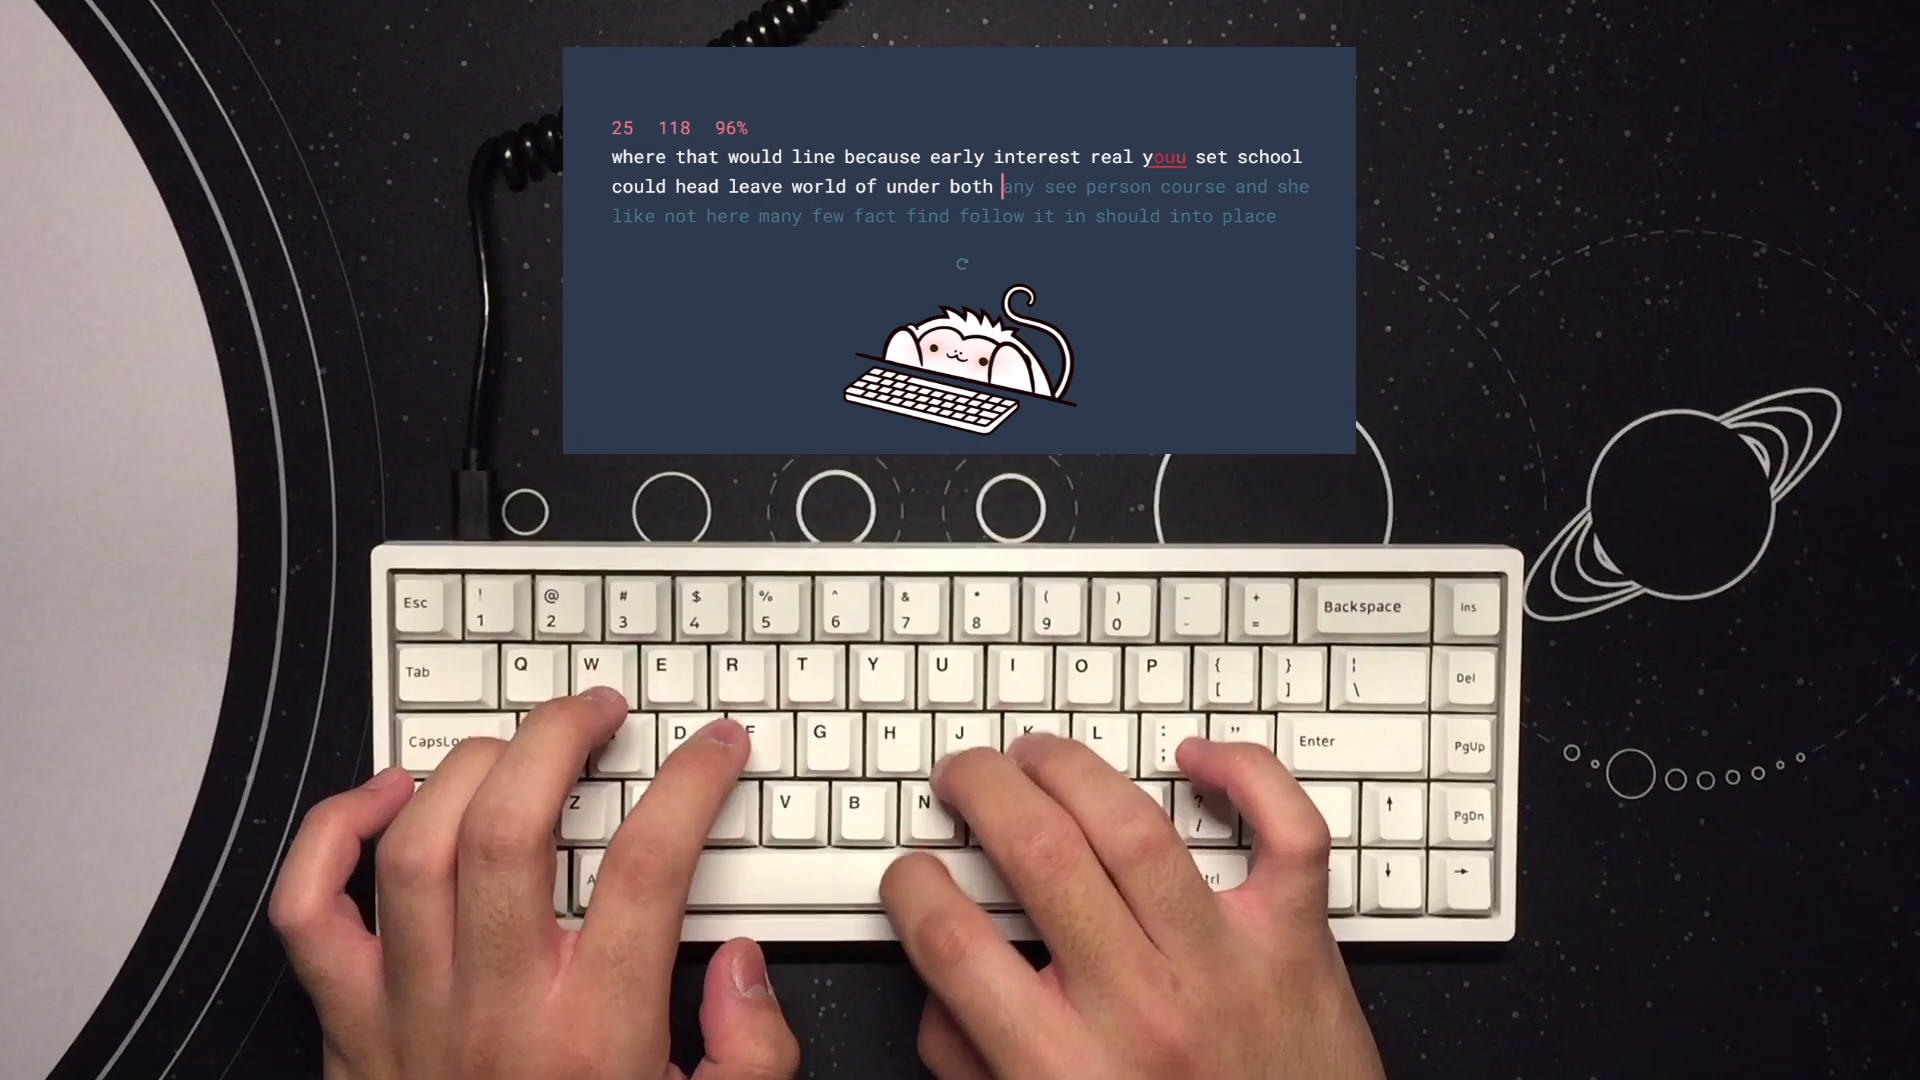 25 118 96%
where that would line because early interest real youu set school
could head leave world of under both any see person course and she
like not here many few fact find follow it in should into place
Esc ! 1 @ 2 # 3 $ 4 % 5 ^ 6 & 7 * 8 ( 9 ) 0 - + = Backspace Ins
Tab Q W E R T Y U I O P { [ } ] ¦ \ Del
D F G H J K L : ; " Enter PgUp
Z V B N ? / ↑ PgDn
↓ →